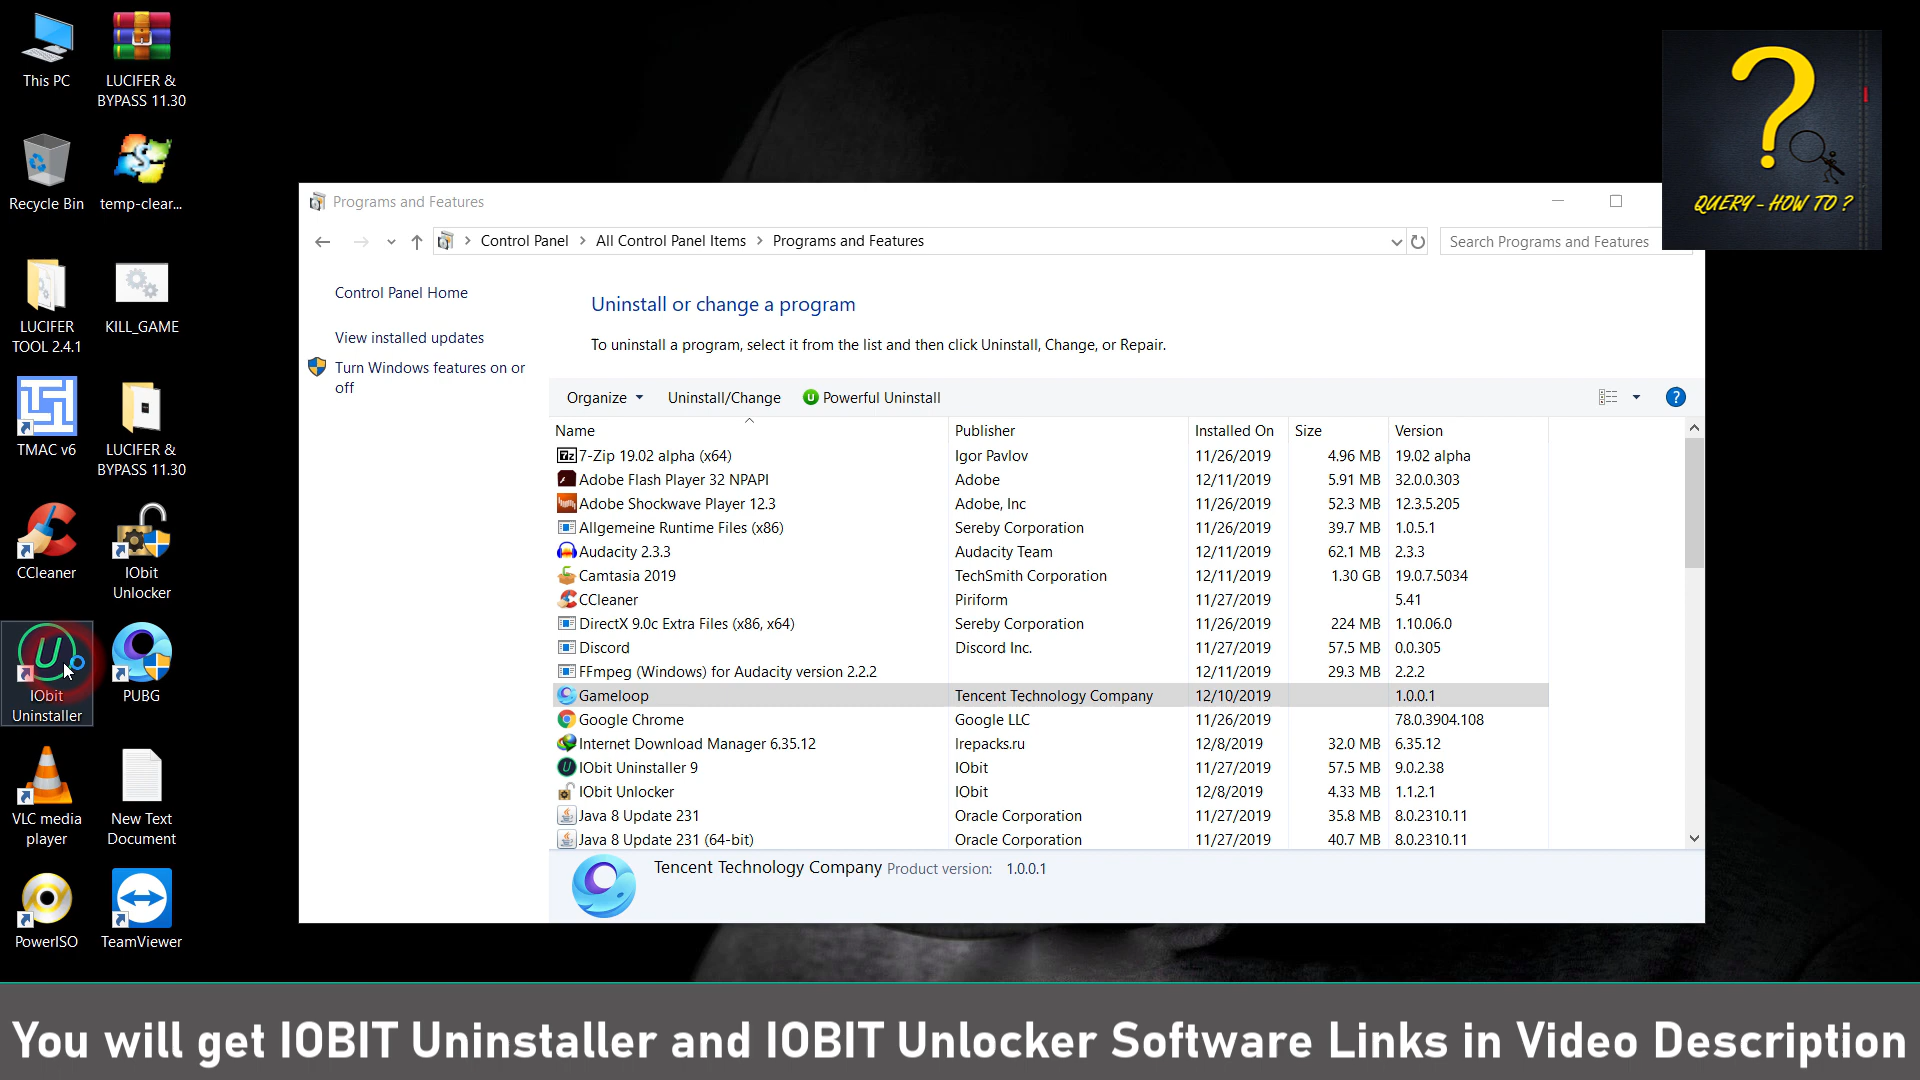 This PC
LUCIFER &
BYPASS 11.30
Recycle Bin
temp-clear...
LUCIFER
TOOL 2.4.1
KILL_GAME
TMAC v6
LUCIFER &
BYPASS 11.30
CCleaner
IObit
Unlocker
IObit
Uninstaller
PUBG
VLC media
player
New Text
Document
PowerISO
TeamViewer
?
QUERY - HOW TO ?
Programs and Features
Control Panel > All Control Panel Items > Programs and Features
Search Programs and Features
Control Panel Home
View installed updates
Turn Windows features on or
off
Uninstall or change a program
To uninstall a program, select it from the list and then click Uninstall, Change, or Repair.
Organize Uninstall/Change U Powerful Uninstall ?
Name Publisher Installed On Size Version
7z 7-Zip 19.02 alpha (x64) Igor Pavlov 11/26/2019 4.96 MB 19.02 alpha
Adobe Flash Player 32 NPAPI Adobe 12/11/2019 5.91 MB 32.0.0.303
Adobe Shockwave Player 12.3 Adobe, Inc 11/26/2019 52.3 MB 12.3.5.205
Allgemeine Runtime Files (x86) Sereby Corporation 11/26/2019 39.7 MB 1.0.5.1
Audacity 2.3.3 Audacity Team 12/11/2019 62.1 MB 2.3.3
Camtasia 2019 TechSmith Corporation 12/11/2019 1.30 GB 19.0.7.5034
CCleaner Piriform 11/27/2019 5.41
DirectX 9.0c Extra Files (x86, x64) Sereby Corporation 11/26/2019 224 MB 1.10.06.0
Discord Discord Inc. 11/27/2019 57.5 MB 0.0.305
FFmpeg (Windows) for Audacity version 2.2.2 12/11/2019 29.3 MB 2.2.2
Gameloop Tencent Technology Company 12/10/2019 1.0.0.1
Google Chrome Google LLC 11/26/2019 78.0.3904.108
Internet Download Manager 6.35.12 Irepacks.ru 12/8/2019 32.0 MB 6.35.12
IObit Uninstaller 9 IObit 11/27/2019 57.5 MB 9.0.2.38
IObit Unlocker IObit 12/8/2019 4.33 MB 1.1.2.1
Java 8 Update 231 Oracle Corporation 11/27/2019 35.8 MB 8.0.2310.11
Java 8 Update 231 (64-bit) Oracle Corporation 11/27/2019 40.7 MB 8.0.2310.11
Tencent Technology Company Product version: 1.0.0.1
You will get IOBIT Uninstaller and IOBIT Unlocker Software Links in Video Description